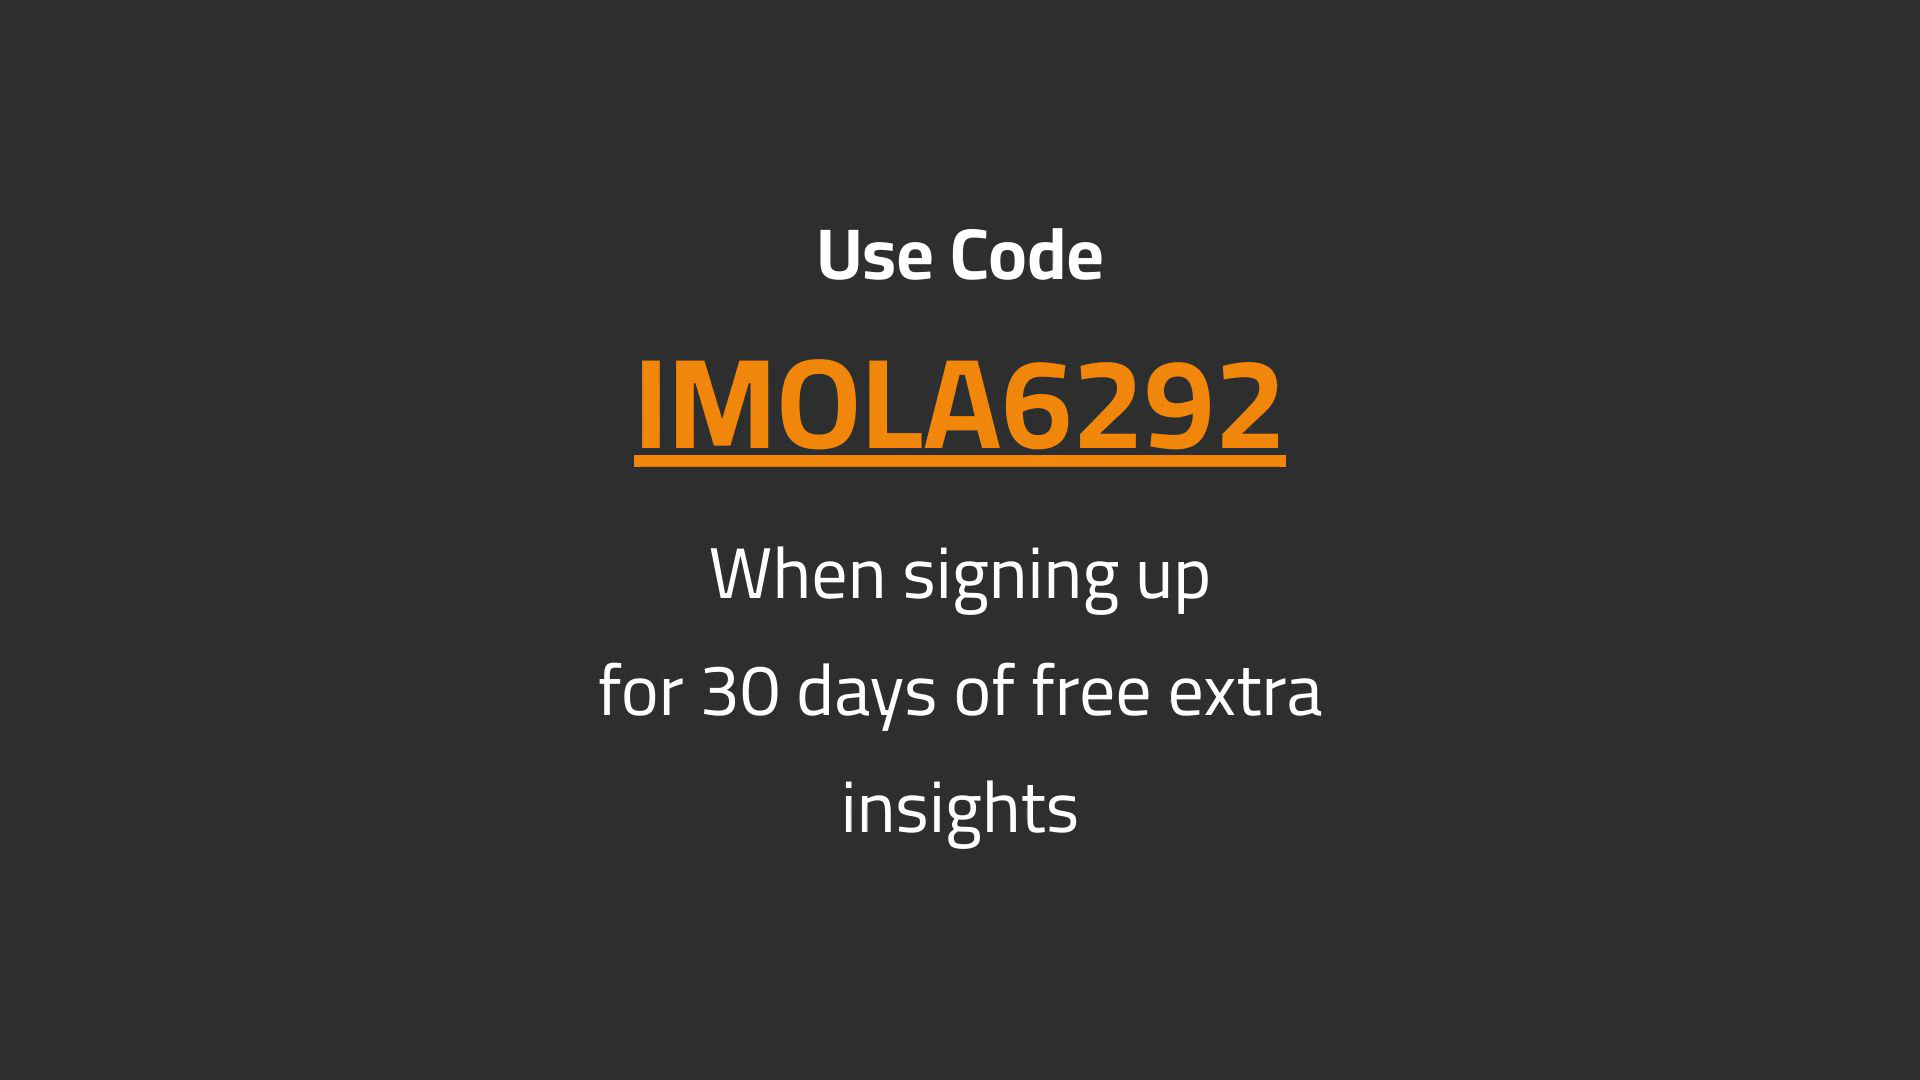 Use Code
IMOLA6292
When signing up
for 30 days of free extra
insights